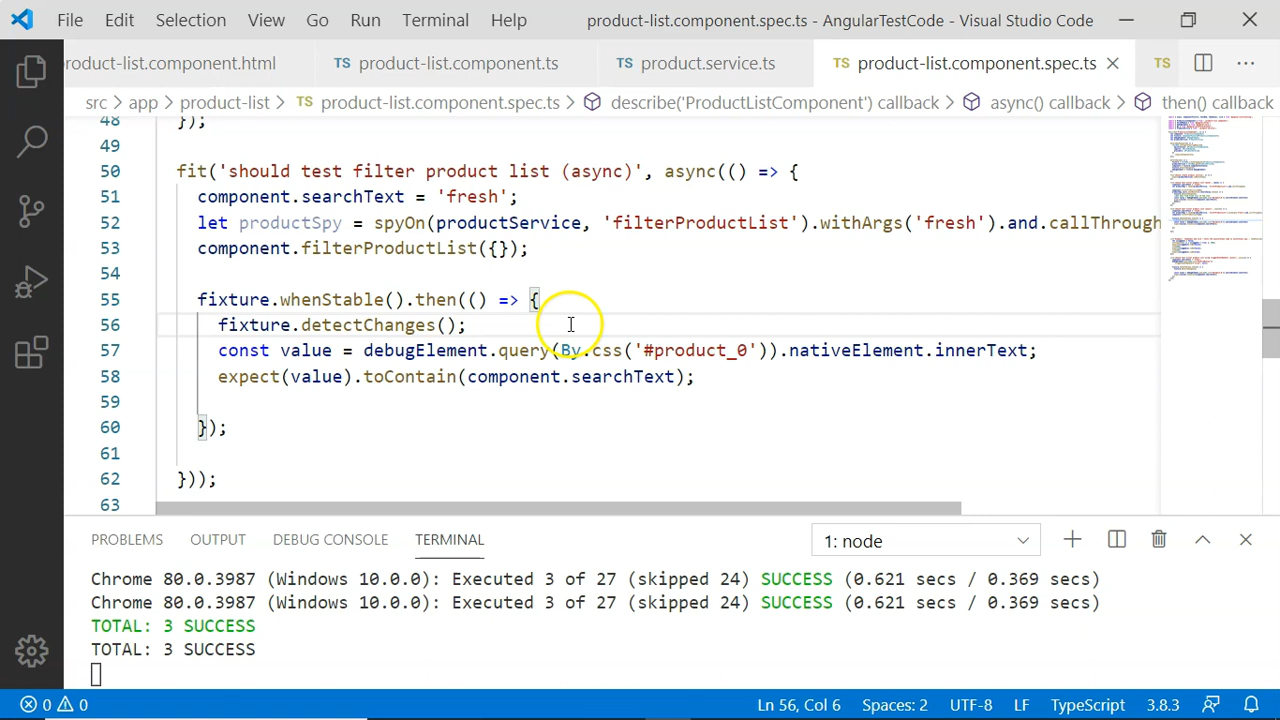 File Edit Selection View Go Run Terminal Help product-list.component.spec.ts - AngularTestCode - Visual Studio Code
product-list.component.html TS product-list.component.ts TS product.service.ts TS product-list.component.spec.ts TS
src > app > product-list > TS product-list.component.spec.ts > describe('ProductListComponent') callback > async() callback > then() callback
48 });
49
50 fit('should test filter product list (async)', async(() => {
51 component.searchText = 'fresh';
52 let productSpy = spyOn(productService, 'filterProductList').withArgs('fresh').and.callThrough
53 component.filterProductList({});
54
55 fixture.whenStable().then(() => {
56 fixture.detectChanges();
57 const value = debugElement.query(By.css('#product_0')).nativeElement.innerText;
58 expect(value).toContain(component.searchText);
59
60 });
61
62 }));
63
PROBLEMS OUTPUT DEBUG CONSOLE TERMINAL 1: node
Chrome 80.0.3987 (Windows 10.0.0): Executed 3 of 27 (skipped 24) SUCCESS (0.621 secs / 0.369 secs)
Chrome 80.0.3987 (Windows 10.0.0): Executed 3 of 27 (skipped 24) SUCCESS (0.621 secs / 0.369 secs)
TOTAL: 3 SUCCESS
TOTAL: 3 SUCCESS
0 0 Ln 56, Col 6 Spaces: 2 UTF-8 LF TypeScript 3.8.3